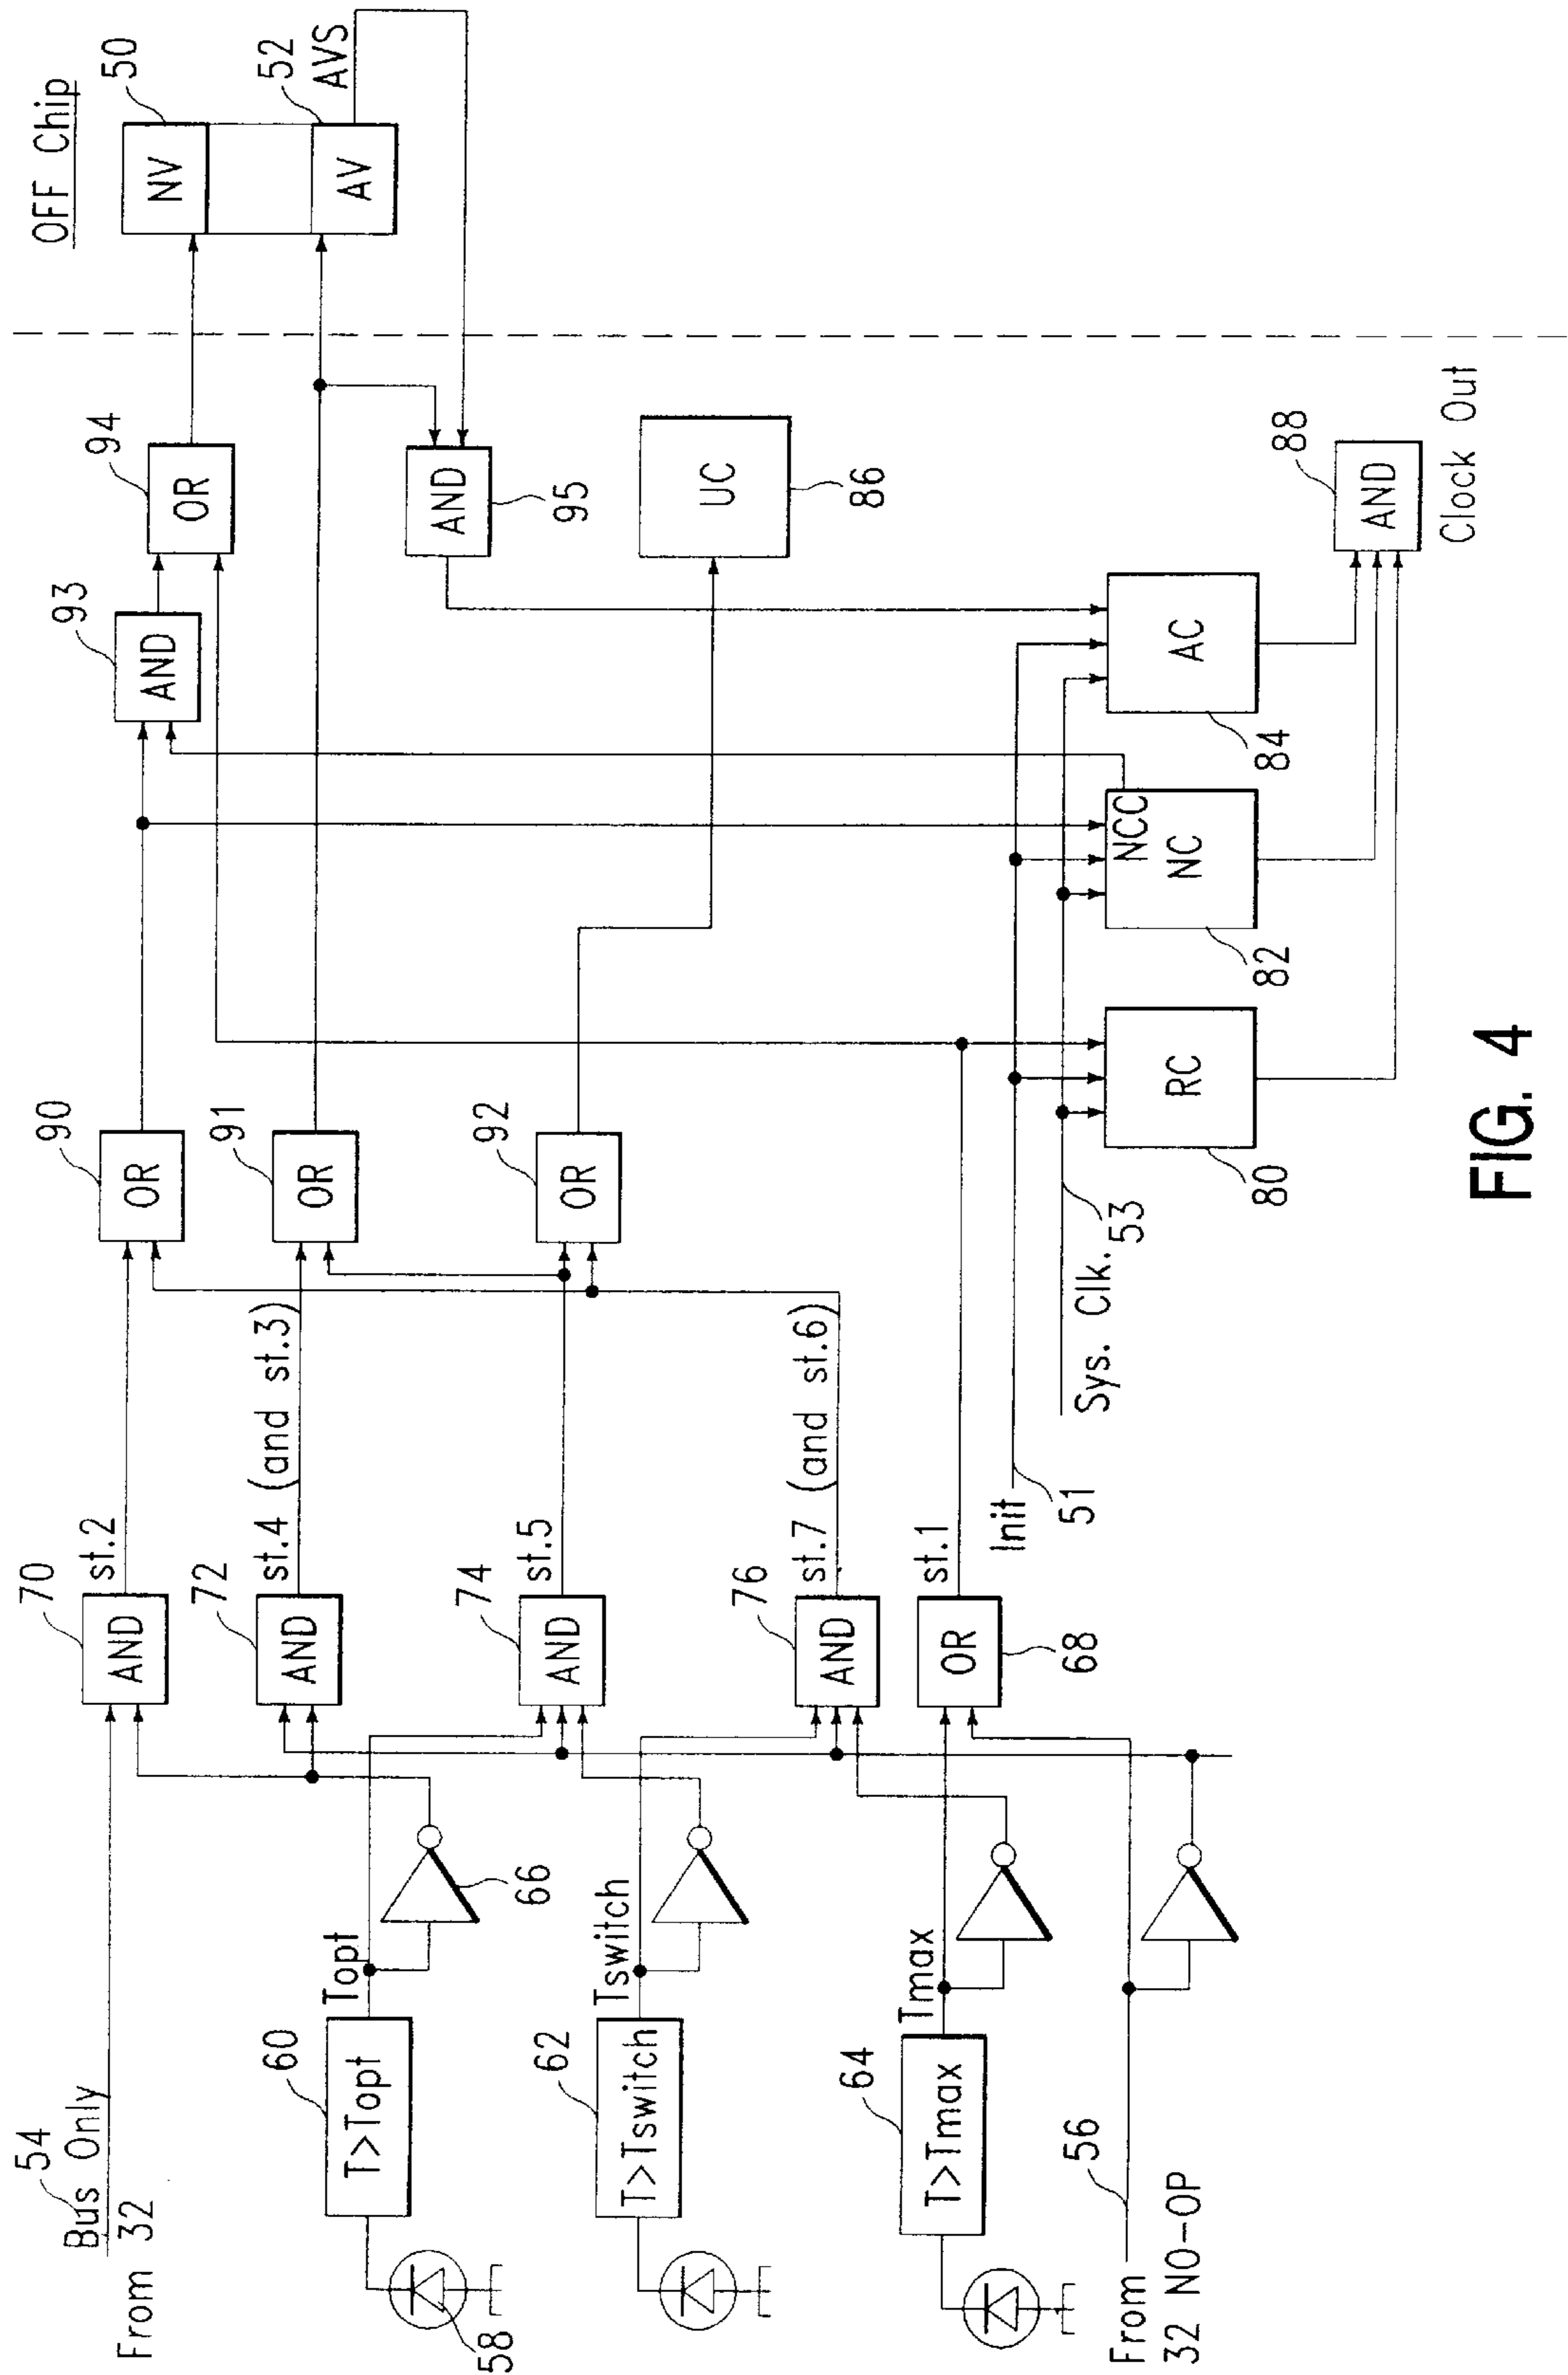 OFF Chip
54
Bus Only
From 32
70
AND
st.2
90
OR
93
AND
94
OR
NV
50
72
AND
st.4 (and st.3)
91
OR
AV
52
AVS
60
T>Topt
Topt
66
58
74
AND
st.5
92
OR
AND
95
62
T>Tswitch
Tswitch
76
AND
st.7 (and st.6)
UC
86
64
T>Tmax
Tmax
OR
68
st.1
56
From
32 NO-OP
Init
51
Sys. Clk.
53
RC
80
NCC
NC
82
AC
84
88
AND
Clock Out
FIG. 4